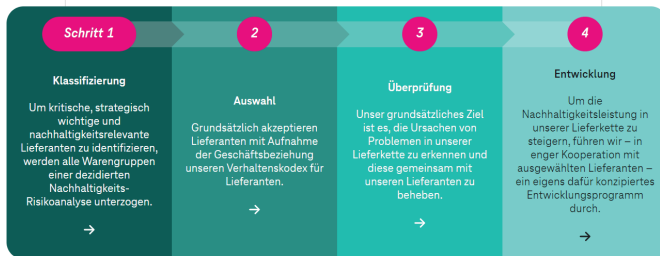 Schritt 1
Klassifizierung
Um kritische, strategisch
wichtige und
nachhaltigkeitsrelevante
Lieferanten zu identifizieren,
werden alle Warengruppen
einer dezidierten
Nachhaltigkeits-
Risikoanalyse unterzogen.
→
2
Auswahl
Grundsätzlich akzeptieren
Lieferanten mit Aufnahme
der Geschäftsbeziehung
unseren Verhaltenskodex für
Lieferanten.
→
3
Überprüfung
Unser grundsätzliches Ziel
ist es, die Ursachen von
Problemen in unserer
Lieferkette zu erkennen und
diese gemeinsam mit
unseren Lieferanten zu
beheben.
→
4
Entwicklung
Um die
Nachhaltigkeitsleistung in
unserer Lieferkette zu
steigern, führen wir – in
enger Kooperation mit
ausgewählten Lieferanten –
ein eigens dafür konzipiertes
Entwicklungsprogramm
durch.
→